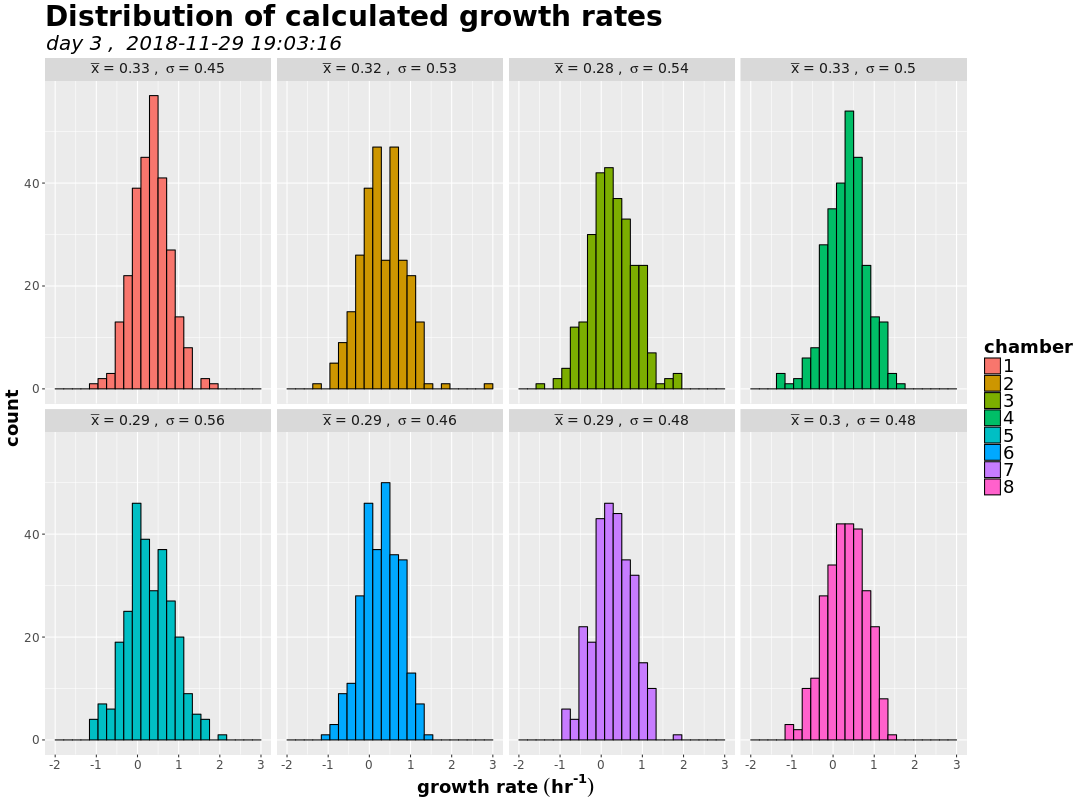 Distribution of calculated growth rates
day 3 ,  2018-11-29 19:03:16
x̅ = 0.33 ,  σ = 0.45
x̅ = 0.32 ,  σ = 0.53
x̅ = 0.28 ,  σ = 0.54
x̅ = 0.33 ,  σ = 0.5
40
20
0
x̅ = 0.29 ,  σ = 0.56
x̅ = 0.29 ,  σ = 0.46
x̅ = 0.29 ,  σ = 0.48
x̅ = 0.3 ,  σ = 0.48
40
20
0
-2 -1 0 1 2 3
-2 -1 0 1 2 3
-2 -1 0 1 2 3
-2 -1 0 1 2 3
count
growth rate (hr⁻¹)
chamber
1
2
3
4
5
6
7
8